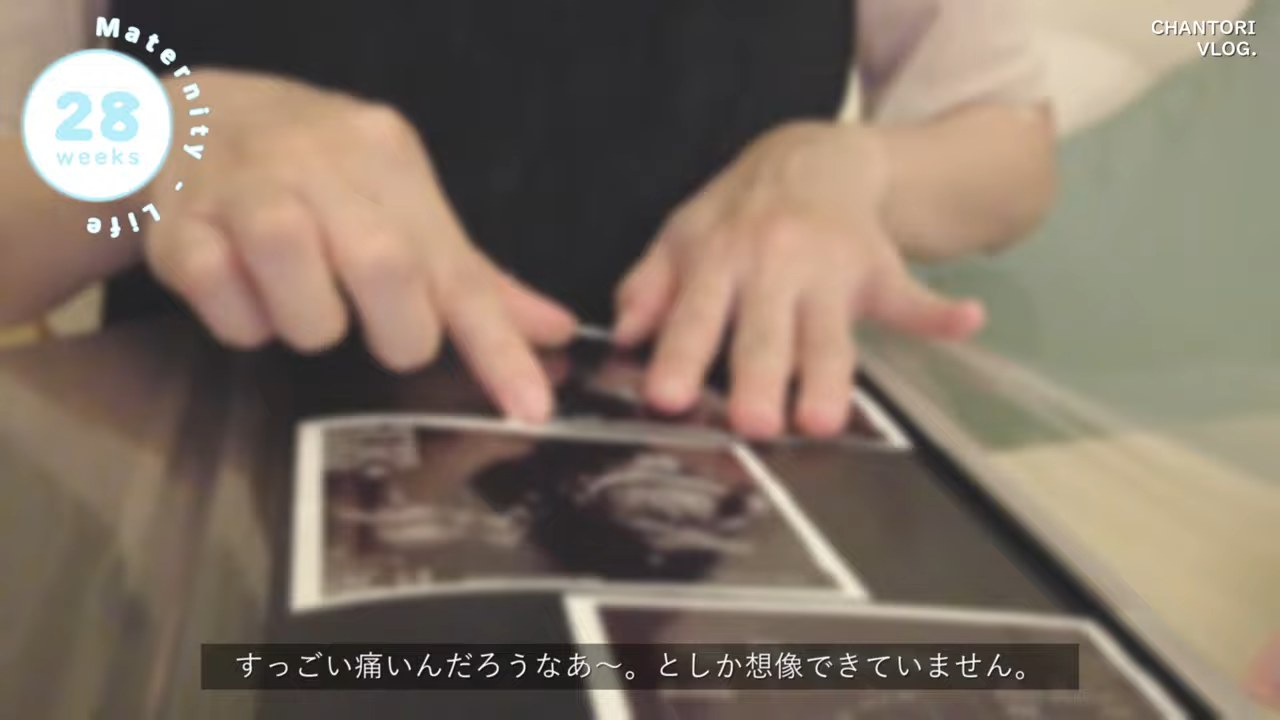 Maternity・Life
28
weeks
CHANTORI
VLOG.
すっごい痛いんだろうなあ〜。としか想像できていません。